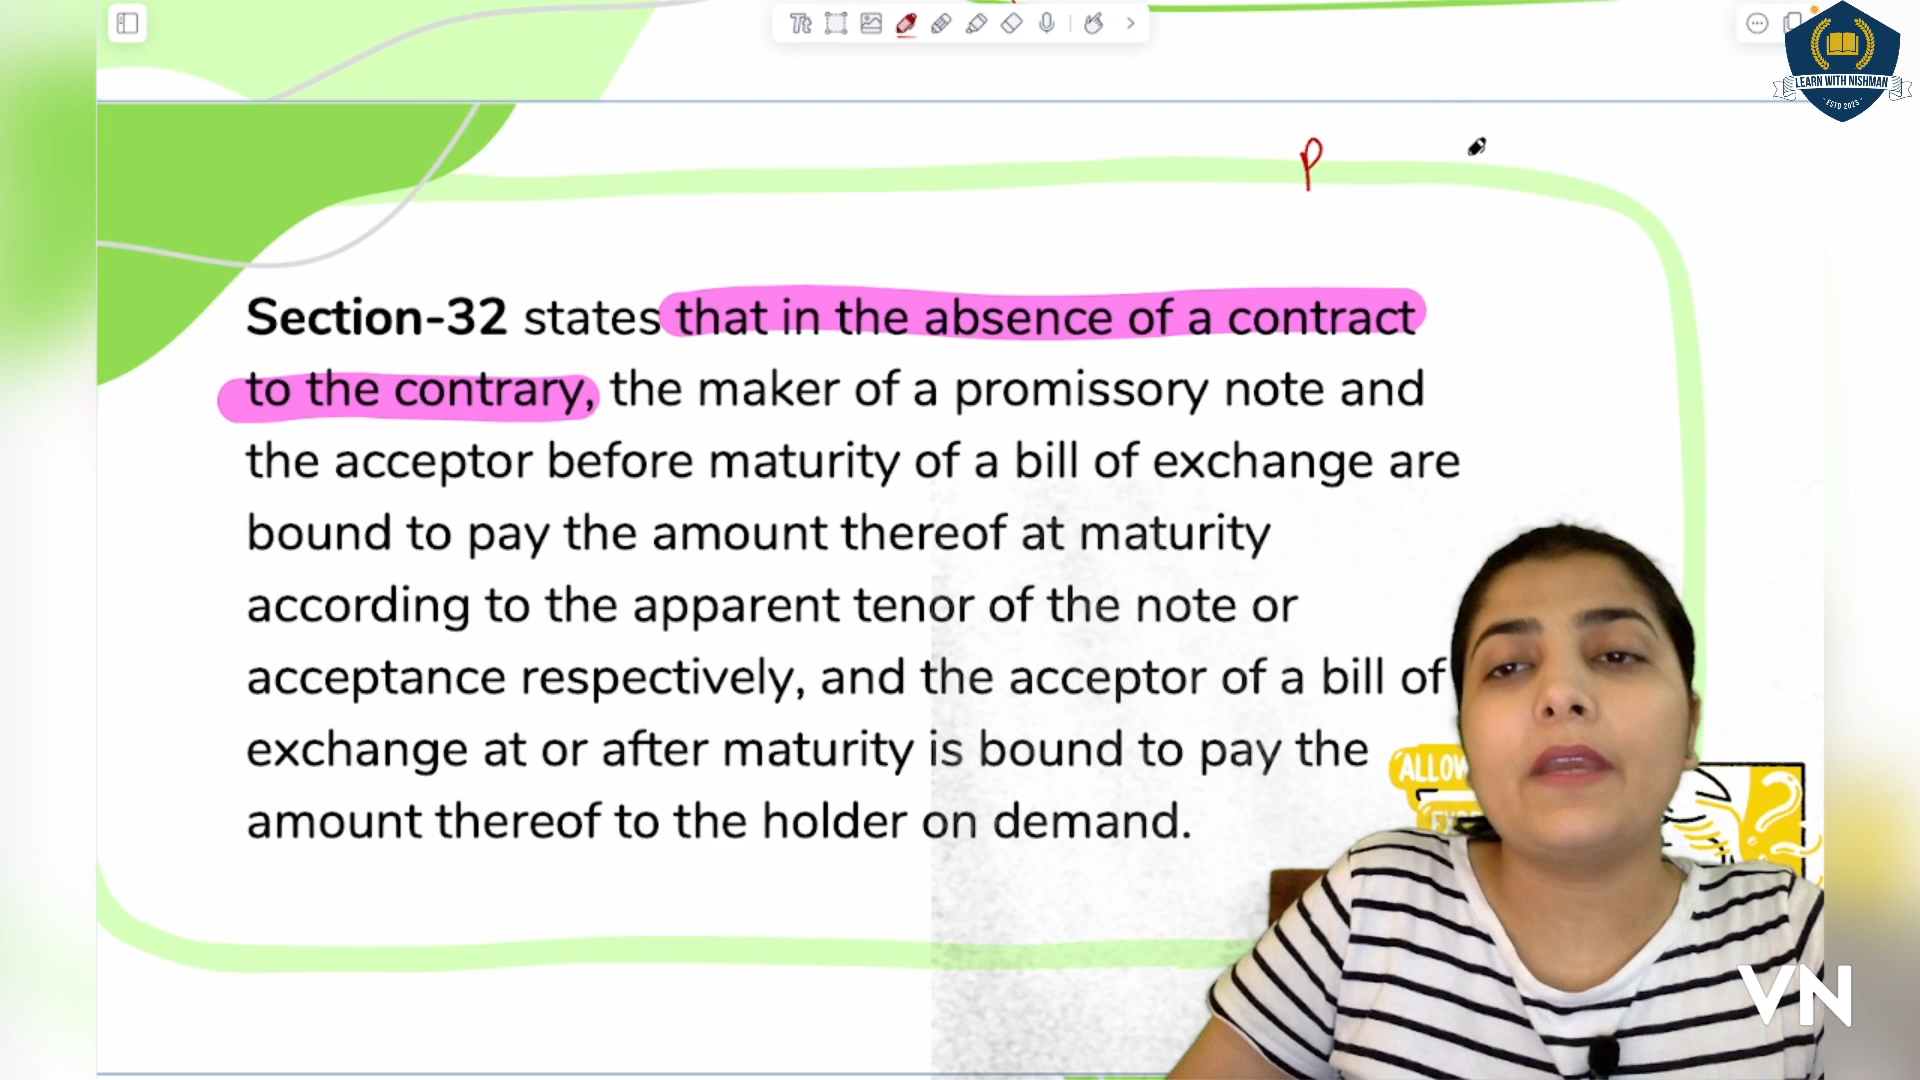 Tt
LEARN WITH NISHMAN
ESTD 2023
P
Section-32 states that in the absence of a contract
to the contrary, the maker of a promissory note and
the acceptor before maturity of a bill of exchange are
bound to pay the amount thereof at maturity
according to the apparent tenor of the note or
acceptance respectively, and the acceptor of a bill of
exchange at or after maturity is bound to pay the
amount thereof to the holder on demand.
VN